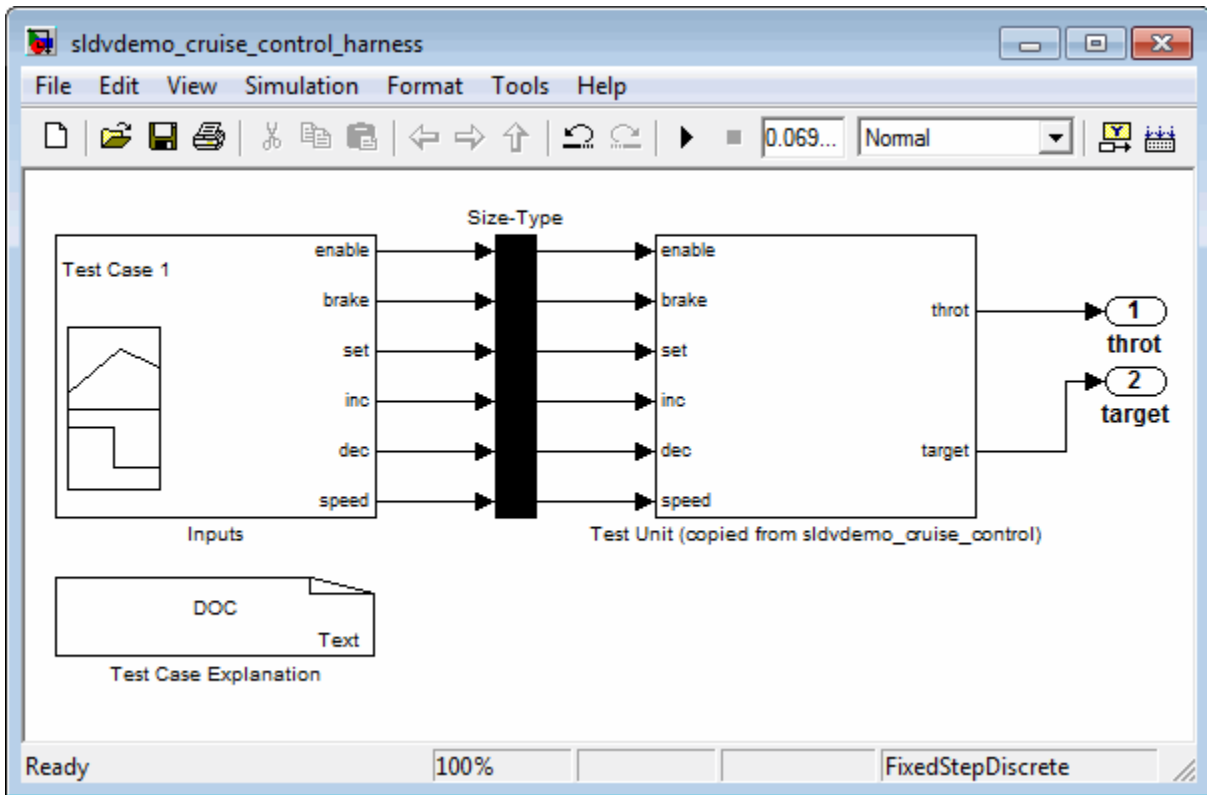 sldvdemo_cruise_control_harness
File Edit View Simulation Format Tools Help
0.069... Normal
Size-Type
Test Case 1
enable
brake
set
inc
dec
speed
Inputs
enable
brake
set
inc
dec
speed
throt
target
Test Unit (copied from sldvdemo_cruise_control)
1
throt
2
target
DOC
Text
Test Case Explanation
Ready 100% FixedStepDiscrete